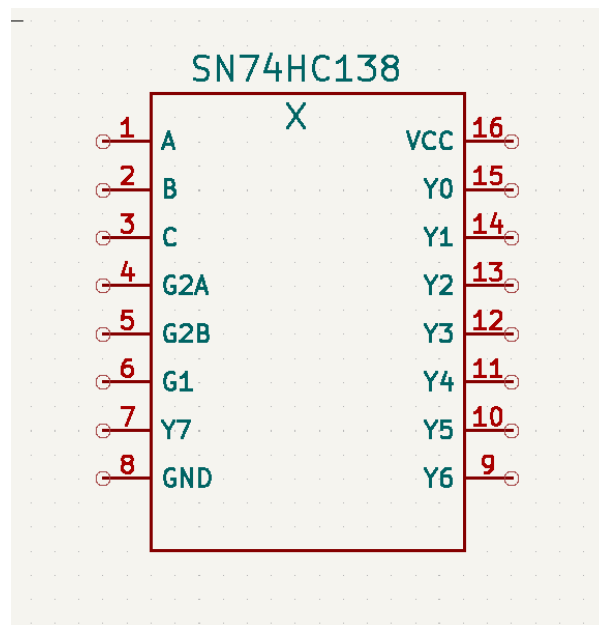 SN74HC138
X
1 A VCC 16
2 B Y0 15
3 C Y1 14
4 G2A Y2 13
5 G2B Y3 12
6 G1 Y4 11
7 Y7 Y5 10
8 GND Y6 9